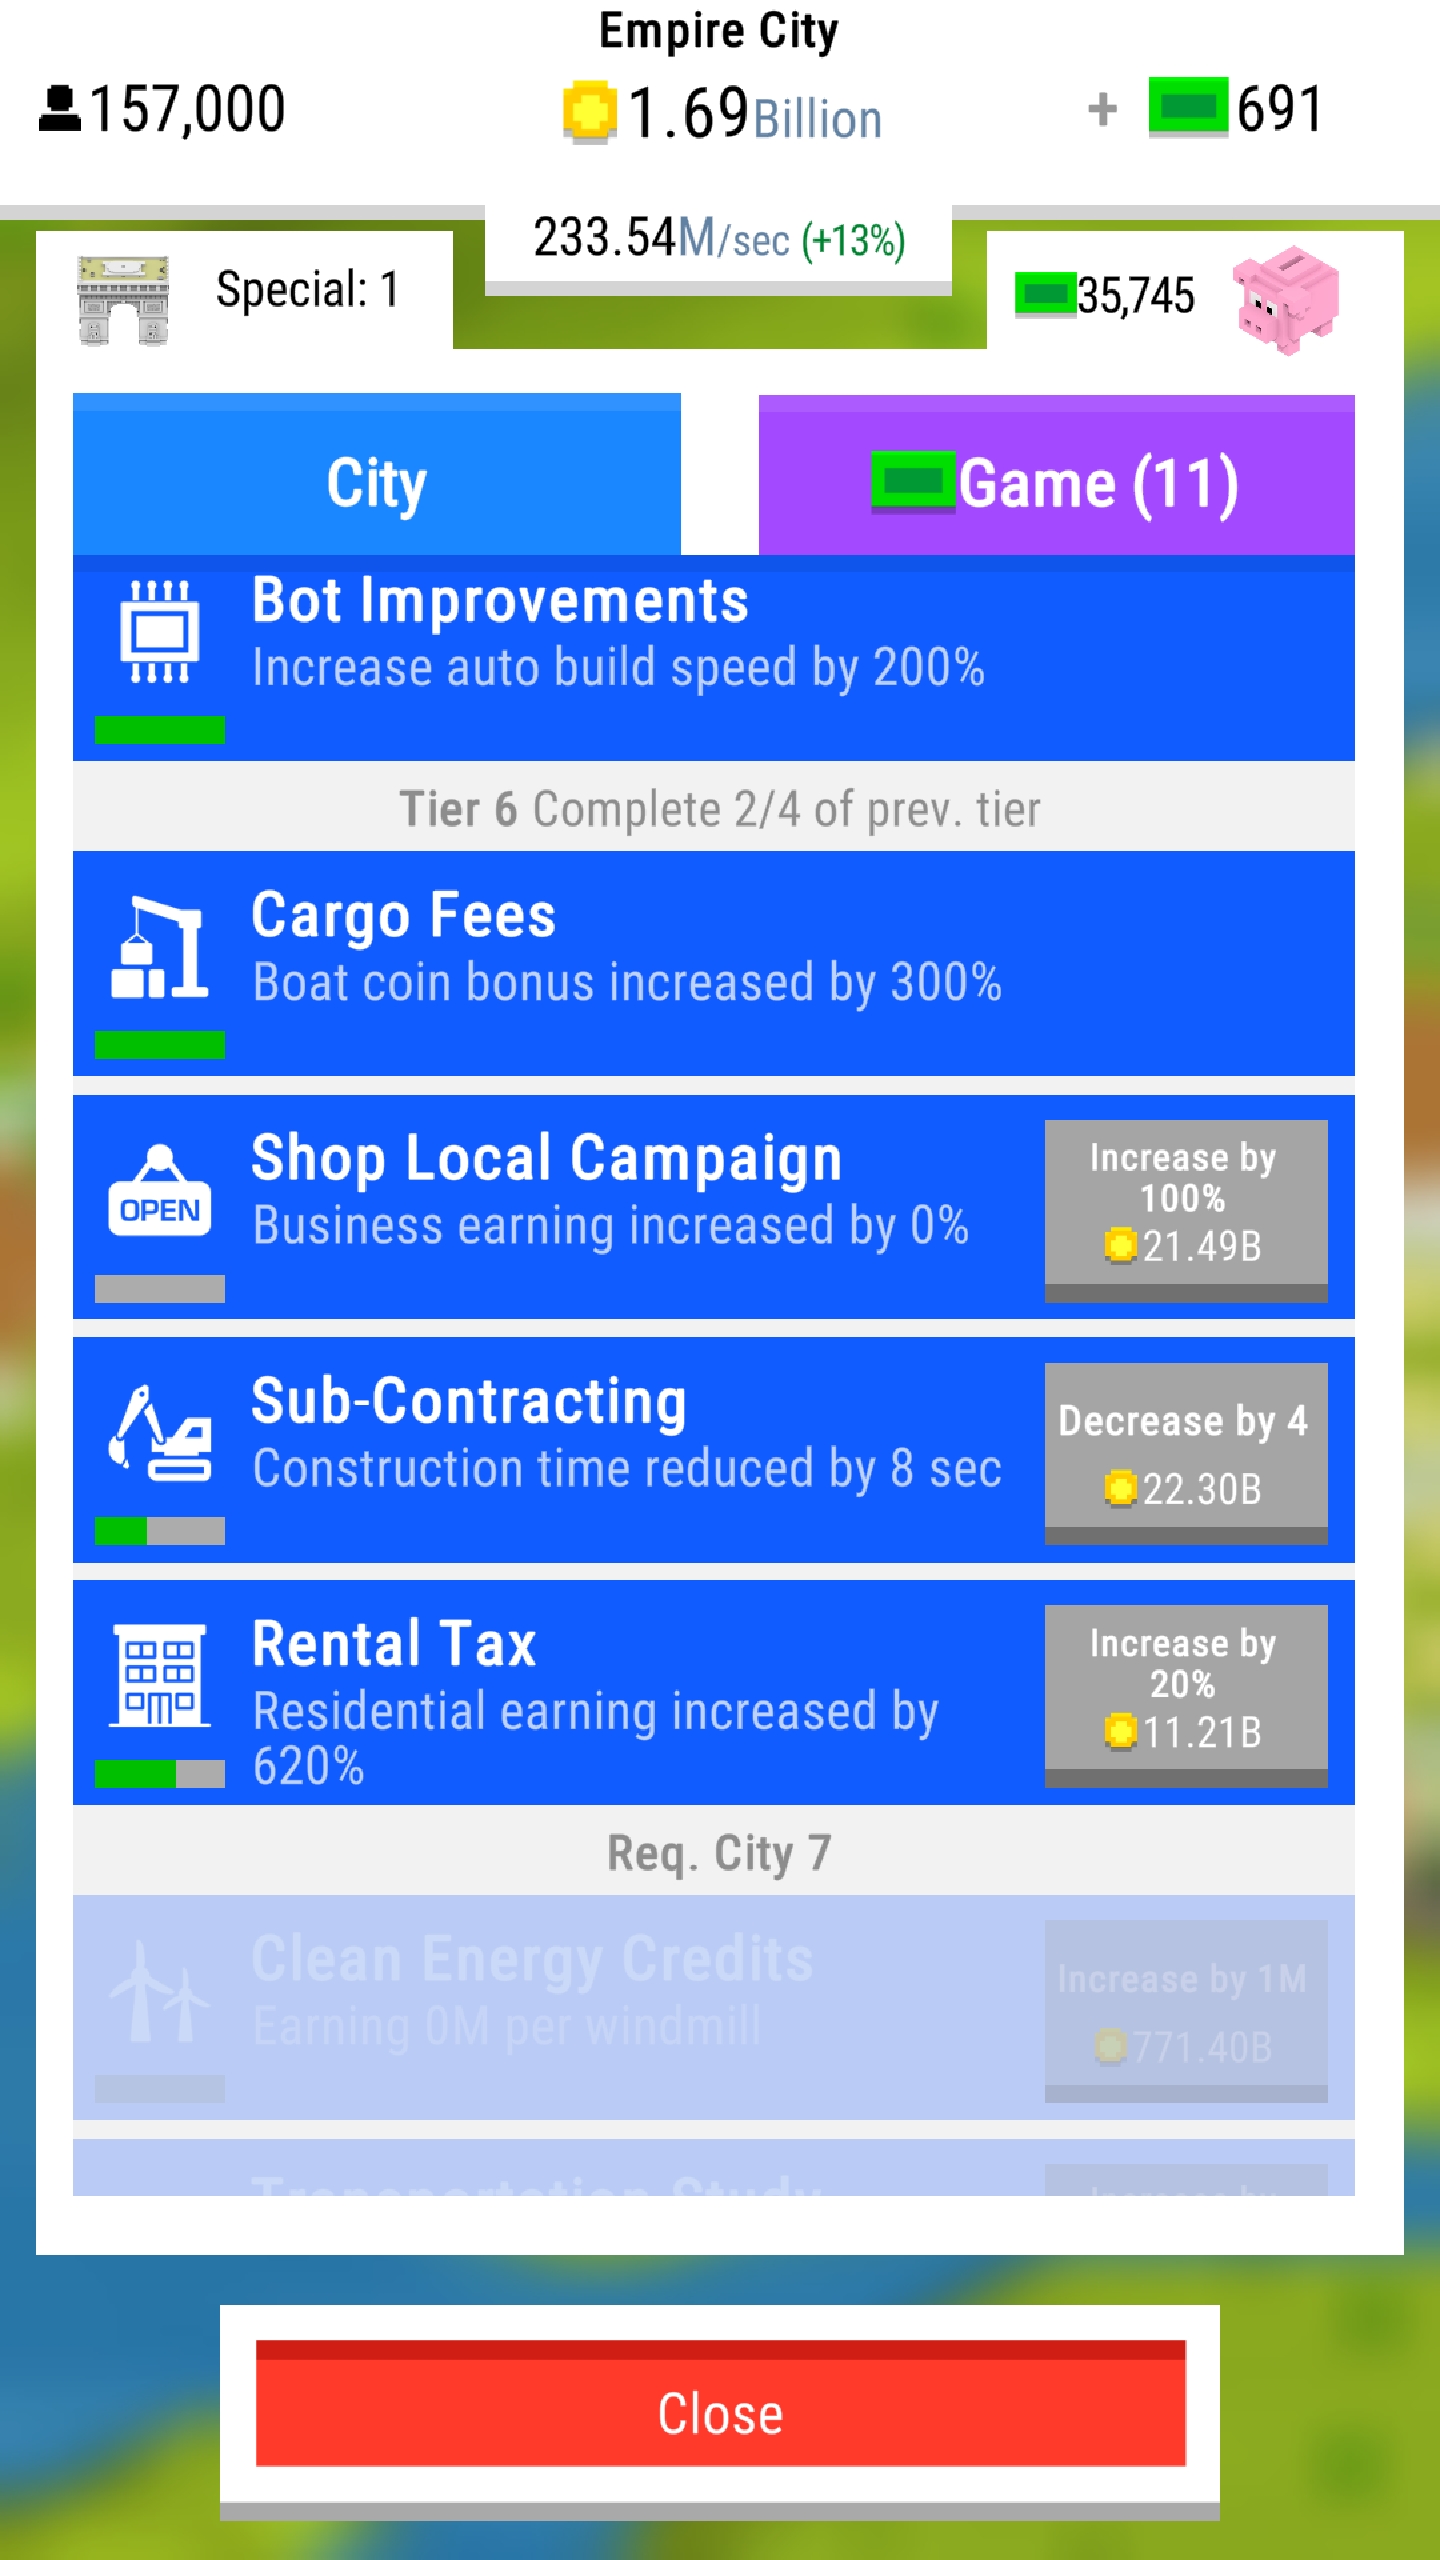 Empire City
157,000
1.69Billion
+ 691
233.54M/sec (+13%)
Special: 1
35,745
City
Game (11)
Bot Improvements
Increase auto build speed by 200%
Tier 6 Complete 2/4 of prev. tier
Cargo Fees
Boat coin bonus increased by 300%
OPEN
Shop Local Campaign
Business earning increased by 0%
Increase by
100%
21.49B
Sub-Contracting
Construction time reduced by 8 sec
Decrease by 4
22.30B
Rental Tax
Residential earning increased by
620%
Increase by
20%
11.21B
Req. City 7
Clean Energy Credits
Earning 0M per windmill
Increase by 1M
771.40B
Transportation Study
Increase by
Close